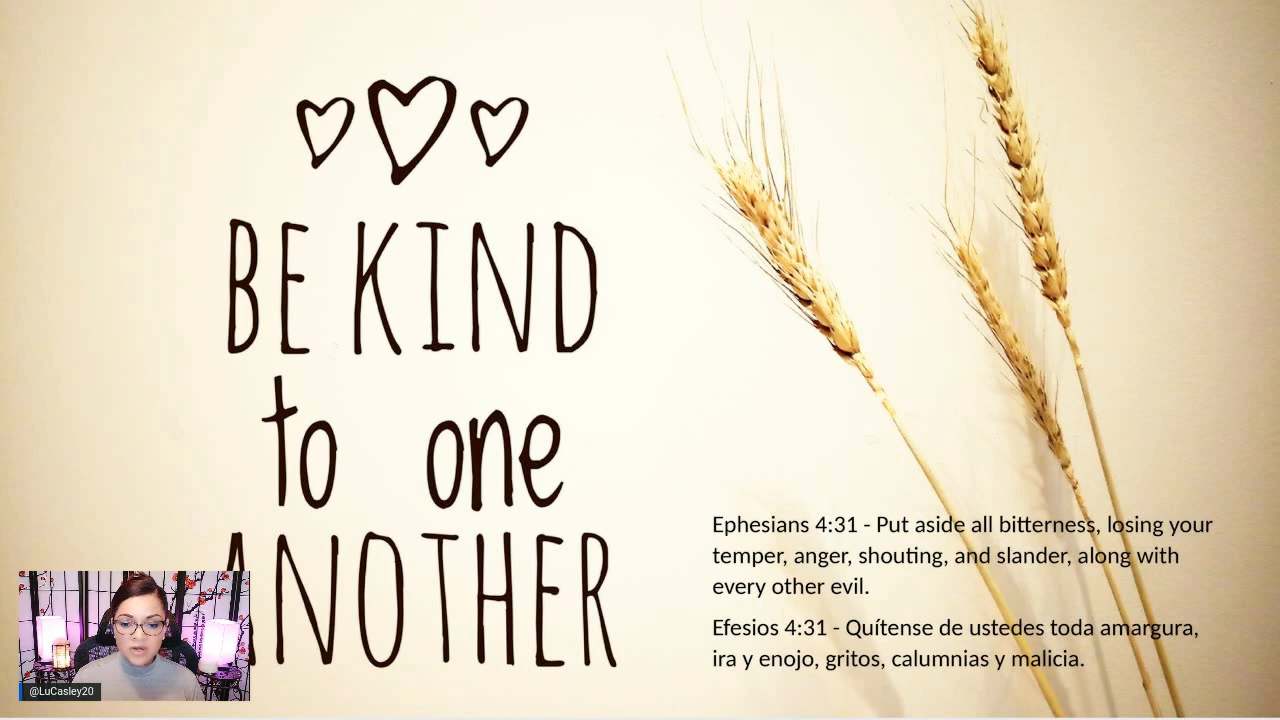 BE KIND
to one
ANOTHER
Ephesians 4:31 - Put aside all bitterness, losing your
temper, anger, shouting, and slander, along with
every other evil.
Efesios 4:31 - Quítense de ustedes toda amargura,
ira y enojo, gritos, calumnias y malicia.
@LuCasley20